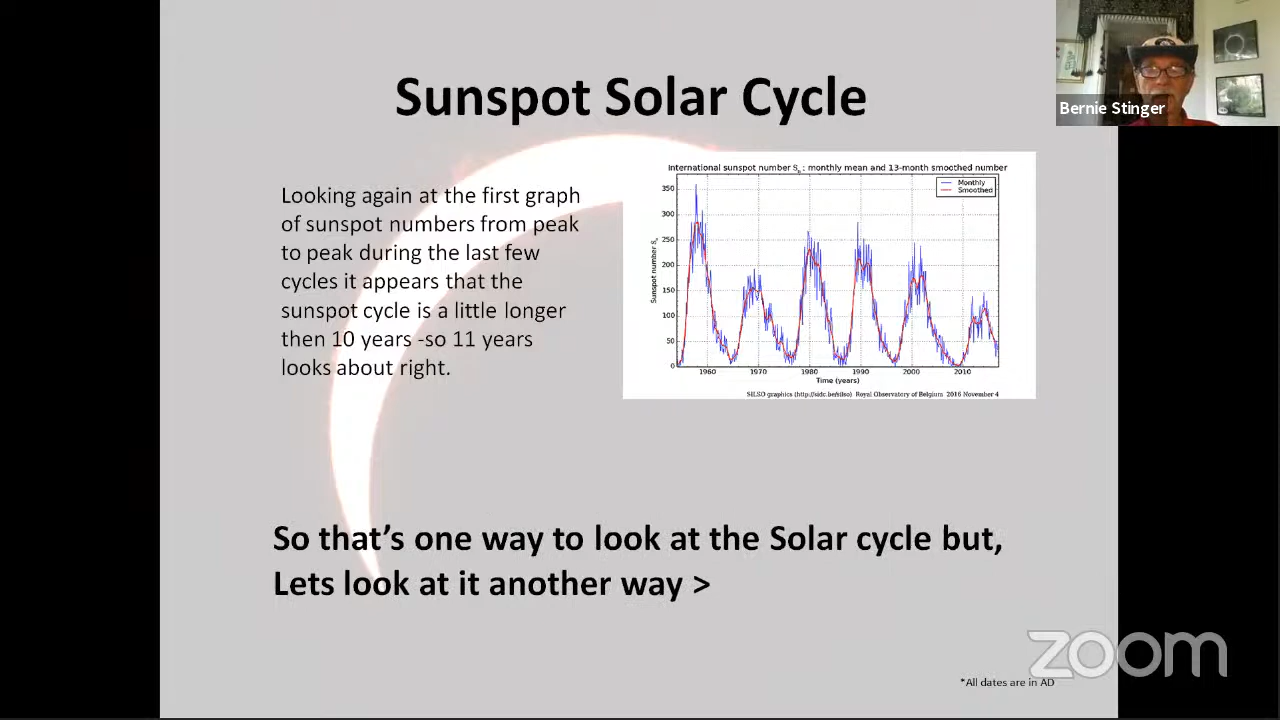 Sunspot Solar Cycle
Bernie Stinger
Looking again at the first graph
of sunspot numbers from peak
to peak during the last few
cycles it appears that the
sunspot cycle is a little longer
then 10 years -so 11 years
looks about right.
International sunspot number Sn : monthly mean and 13-month smoothed number
Monthly
Smoothed
350
300
250
200
150
100
50
0
Sunspot number Sn
1960 1970 1980 1990 2000 2010
Time (years)
SILSO graphics (http://sidc.be/silso) Royal Observatory of Belgium 2016 November 4
So that's one way to look at the Solar cycle but,
Lets look at it another way >
zoom
*All dates are in AD